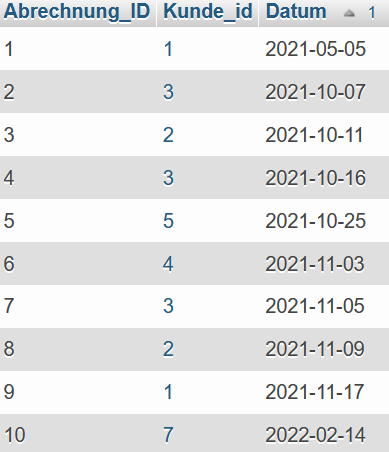 Abrechnung_ID Kunde_id Datum 1
1 1 2021-05-05
2 3 2021-10-07
3 2 2021-10-11
4 3 2021-10-16
5 5 2021-10-25
6 4 2021-11-03
7 3 2021-11-05
8 2 2021-11-09
9 1 2021-11-17
10 7 2022-02-14